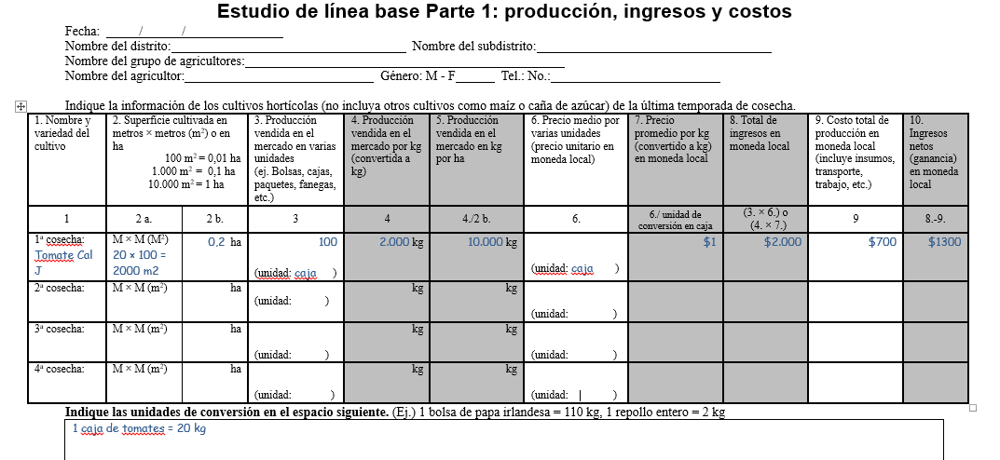 Estudio de línea base Parte 1: producción, ingresos y costos
Fecha: _____/______/_______________
Nombre del distrito:____________________ Nombre del subdistrito:____________________
Nombre del grupo de agricultores:____________________
Nombre del agricultor:____________________ Género: M - F______ Tel.: No.:____________________
Indique la información de los cultivos hortícolas (no incluya otros cultivos como maíz o caña de azúcar) de la última temporada de cosecha.
1. Nombre y variedad del cultivo
2. Superficie cultivada en metros × metros (m²) o en ha
100 m² = 0,01 ha
1.000 m² = 0,1 ha
10.000 m² = 1 ha
3. Producción vendida en el mercado en varias unidades (ej. Bolsas, cajas, paquetes, fanegas, etc.)
4. Producción vendida en el mercado por kg (convertida a kg)
5. Producción vendida en el mercado en kg por ha
6. Precio medio por varias unidades (precio unitario en moneda local)
7. Precio promedio por kg (convertido a kg) en moneda local
8. Total de ingresos en moneda local
9. Costo total de producción en moneda local (incluye insumos, transporte, trabajo, etc.)
10. Ingresos netos (ganancia) en moneda local
1 2 a. 2 b. 3 4 4./2 b. 6. 6./ unidad de conversión en caja (3. × 6.) o (4. × 7.) 9 8.-9.
1ª cosecha: Tomate Cal J
M × M (M²) 20 x 100 = 2000 m2
0,2 ha
100 (unidad: caja )
2.000 kg
10.000 kg
(unidad: caja )
$1
$2.000
$700
$1300
2ª cosecha: M × M (m²) ha (unidad: ) kg kg (unidad: )
3ª cosecha: M × M (m²) ha (unidad: ) kg kg (unidad: )
4ª cosecha: M × M (m²) ha (unidad: ) kg kg (unidad: )
Indique las unidades de conversión en el espacio siguiente. (Ej.) 1 bolsa de papa irlandesa = 110 kg, 1 repollo entero = 2 kg
1 caja de tomates = 20 kg